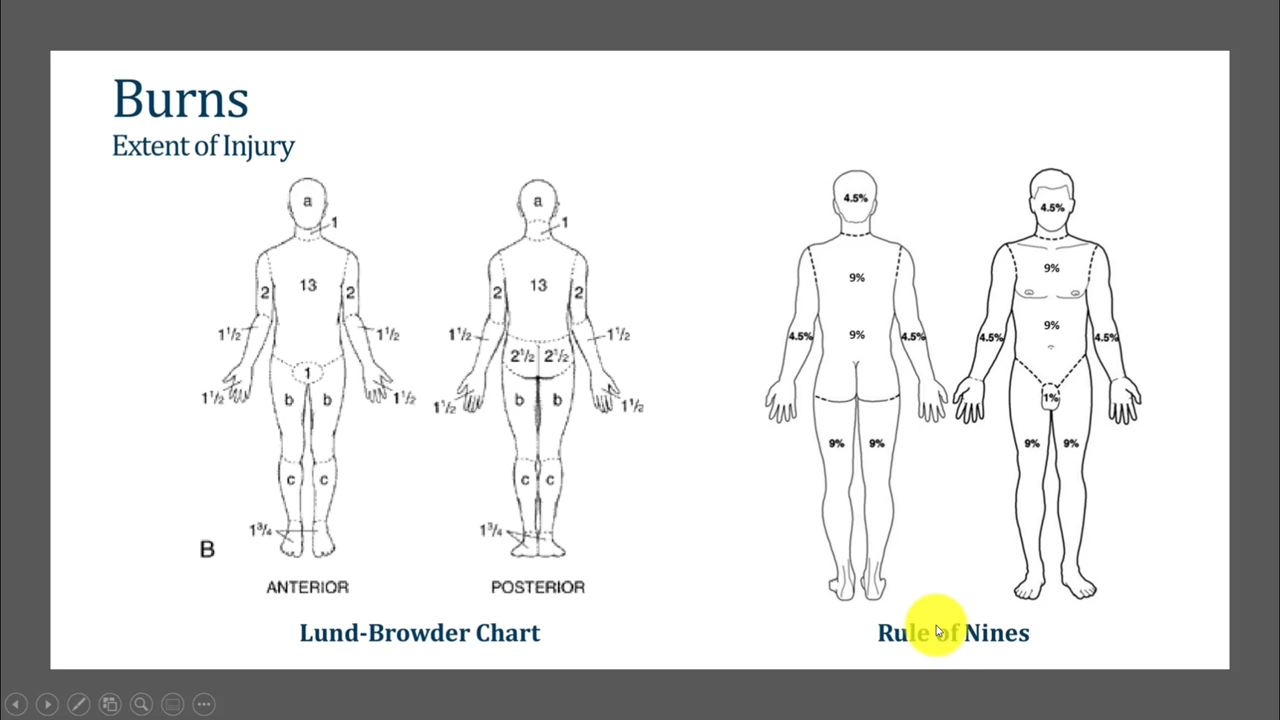 Burns
Extent of Injury
a
1
13
2 2
1½ 1½
1
1½ 1½
b b
c c
1¾
B
ANTERIOR
a
1
13
2 2
1½ 1½
2½ 2½
1½ 1½
b b
c c
1¾
POSTERIOR
Lund-Browder Chart
4.5%
9%
4.5% 9% 4.5%
9% 9%
4.5%
9%
9%
4.5% 4.5%
1%
9% 9%
Rule of Nines